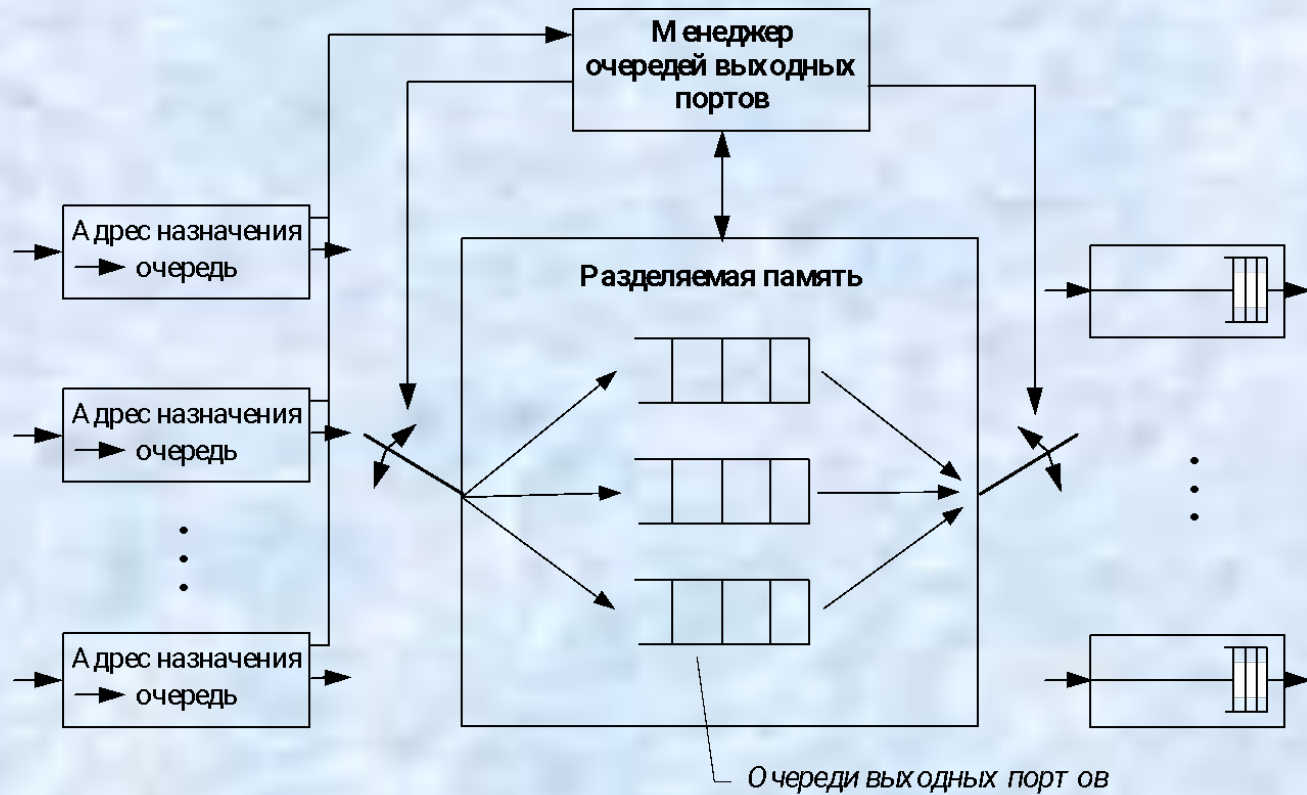 Менеджер
очередей выходных
портов
Адрес назначения
очередь
Разделяемая память
Адрес назначения
очередь
Адрес назначения
очередь
Очереди выходных портов